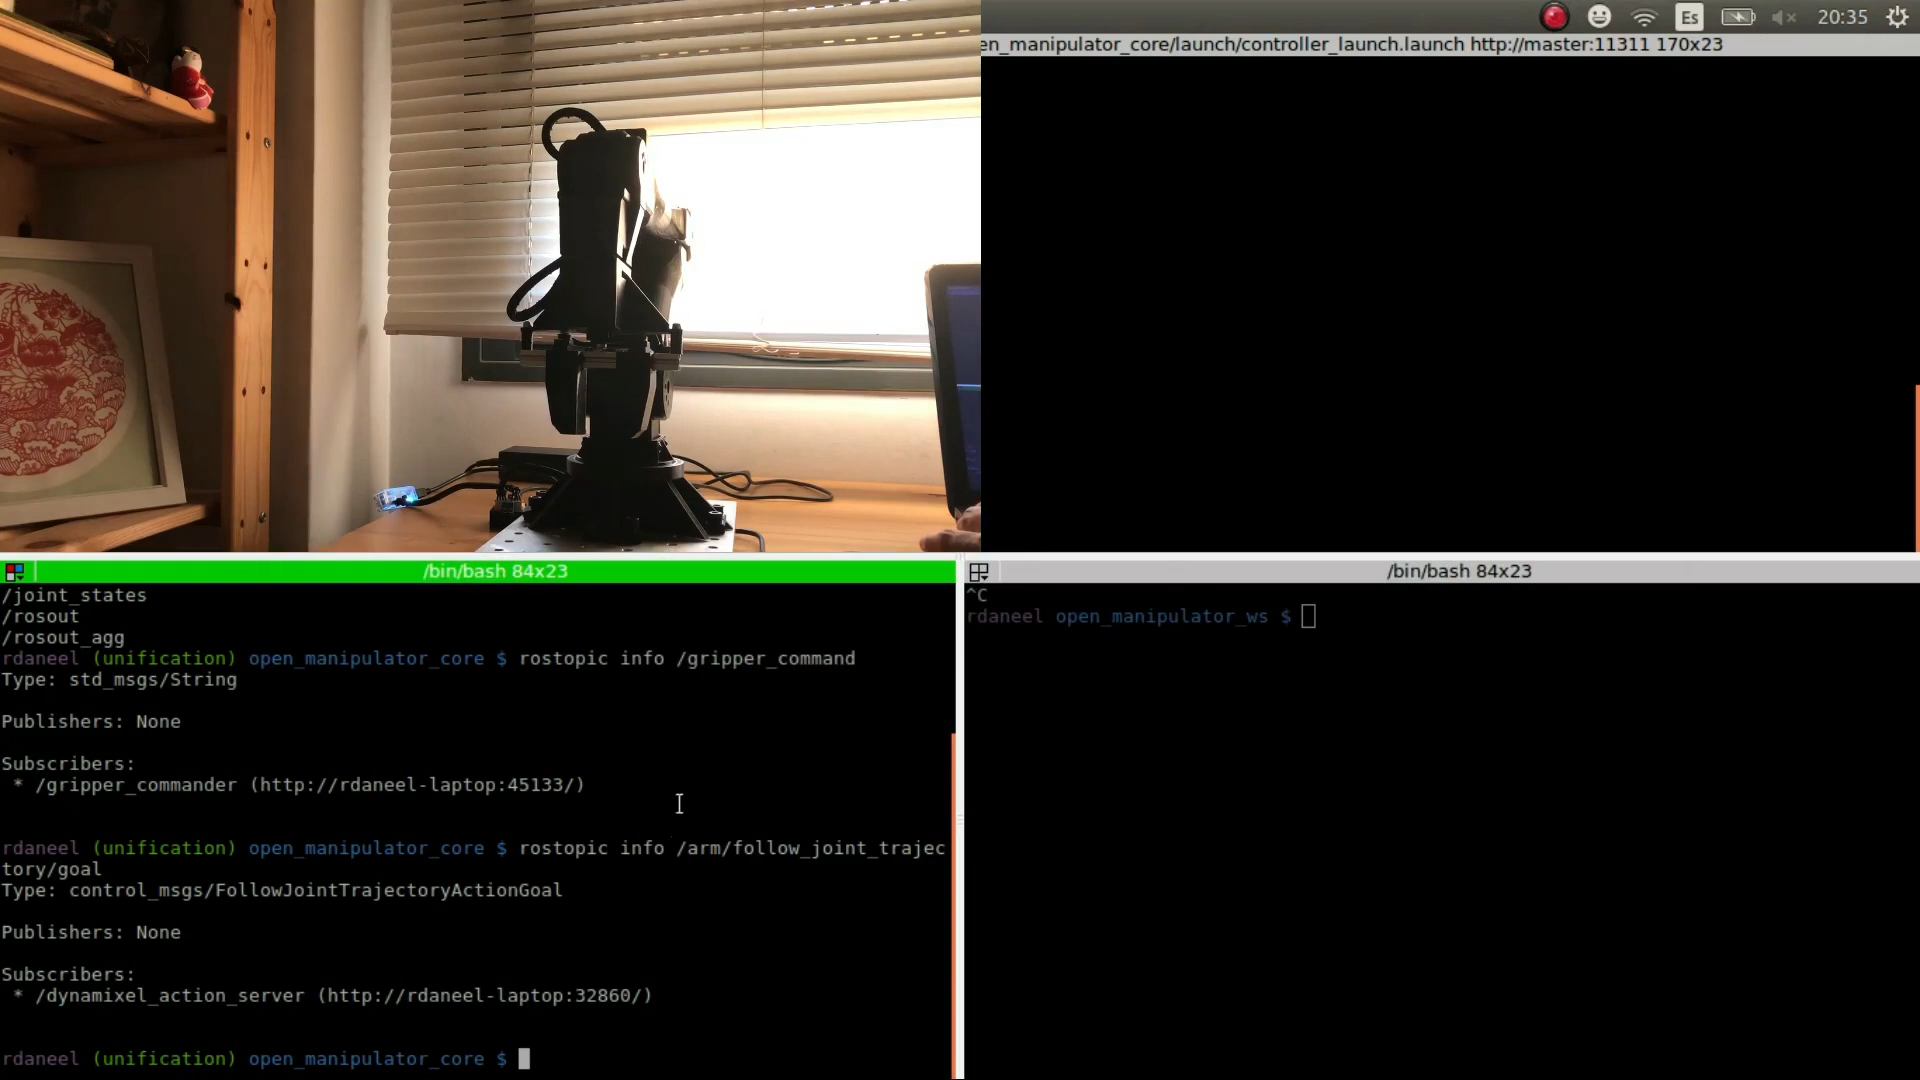 Es
20:35
en_manipulator_core/launch/controller_launch.launch http://master:11311 170x23
/bin/bash 84x23
/joint_states
/rosout
/rosout_agg
rdaneel (unification) open_manipulator_core $ rostopic info /gripper_command
Type: std_msgs/String
Publishers: None
Subscribers:
* /gripper_commander (http://rdaneel-laptop:45133/)
rdaneel (unification) open_manipulator_core $ rostopic info /arm/follow_joint_trajec
tory/goal
Type: control_msgs/FollowJointTrajectoryActionGoal
Publishers: None
Subscribers:
* /dynamixel_action_server (http://rdaneel-laptop:32860/)
rdaneel (unification) open_manipulator_core $
/bin/bash 84x23
^C
rdaneel open_manipulator_ws $